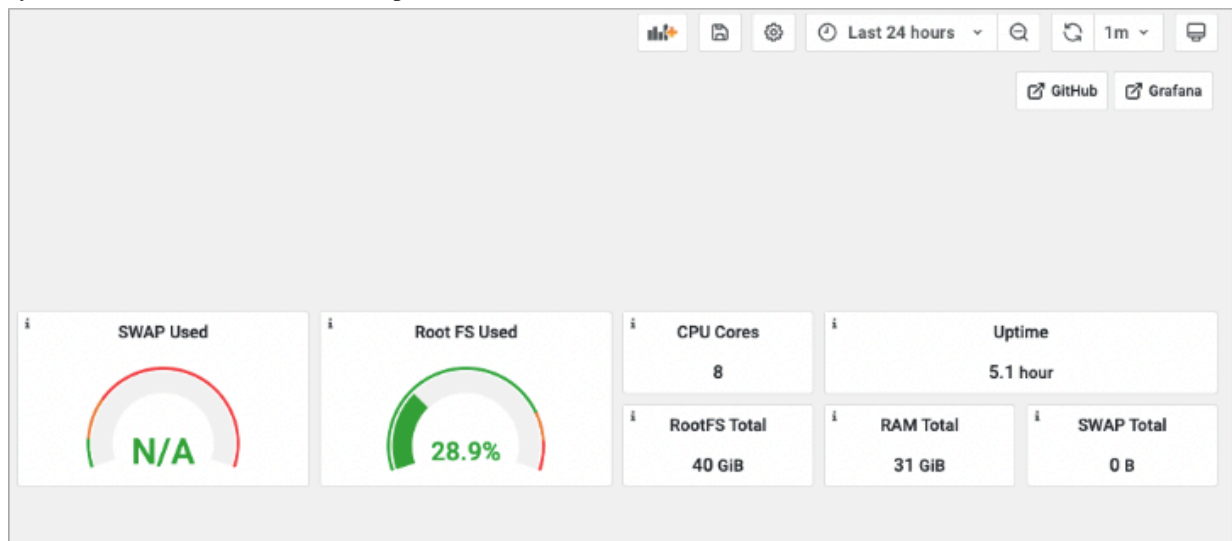 Last 24 hours
1m
GitHub
Grafana
i
SWAP Used
N/A
i
Root FS Used
28.9%
i
CPU Cores
8
i
Uptime
5.1 hour
i
RootFS Total
40 GiB
i
RAM Total
31 GiB
i
SWAP Total
0 B